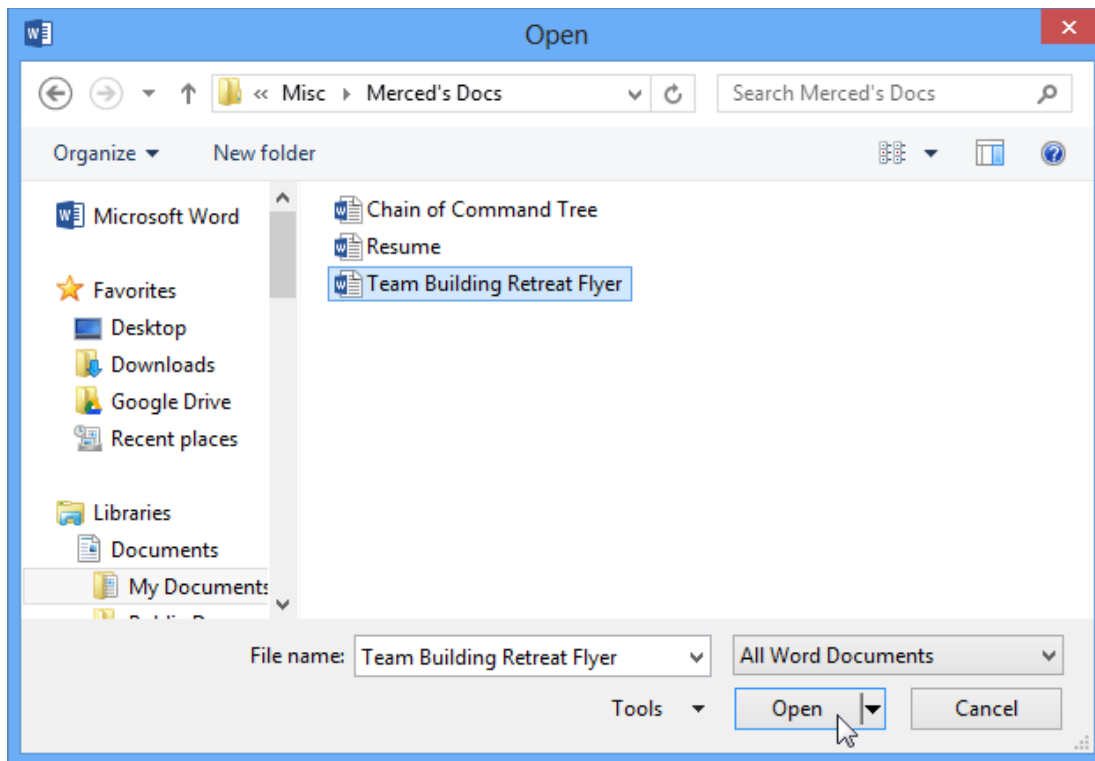 Open
« Misc Merced's Docs
Search Merced's Docs
Organize
New folder
Microsoft Word
Favorites
Desktop
Downloads
Google Drive
Recent places
Libraries
Documents
My Documents
Chain of Command Tree
Resume
Team Building Retreat Flyer
File name: Team Building Retreat Flyer
All Word Documents
Tools
Open
Cancel